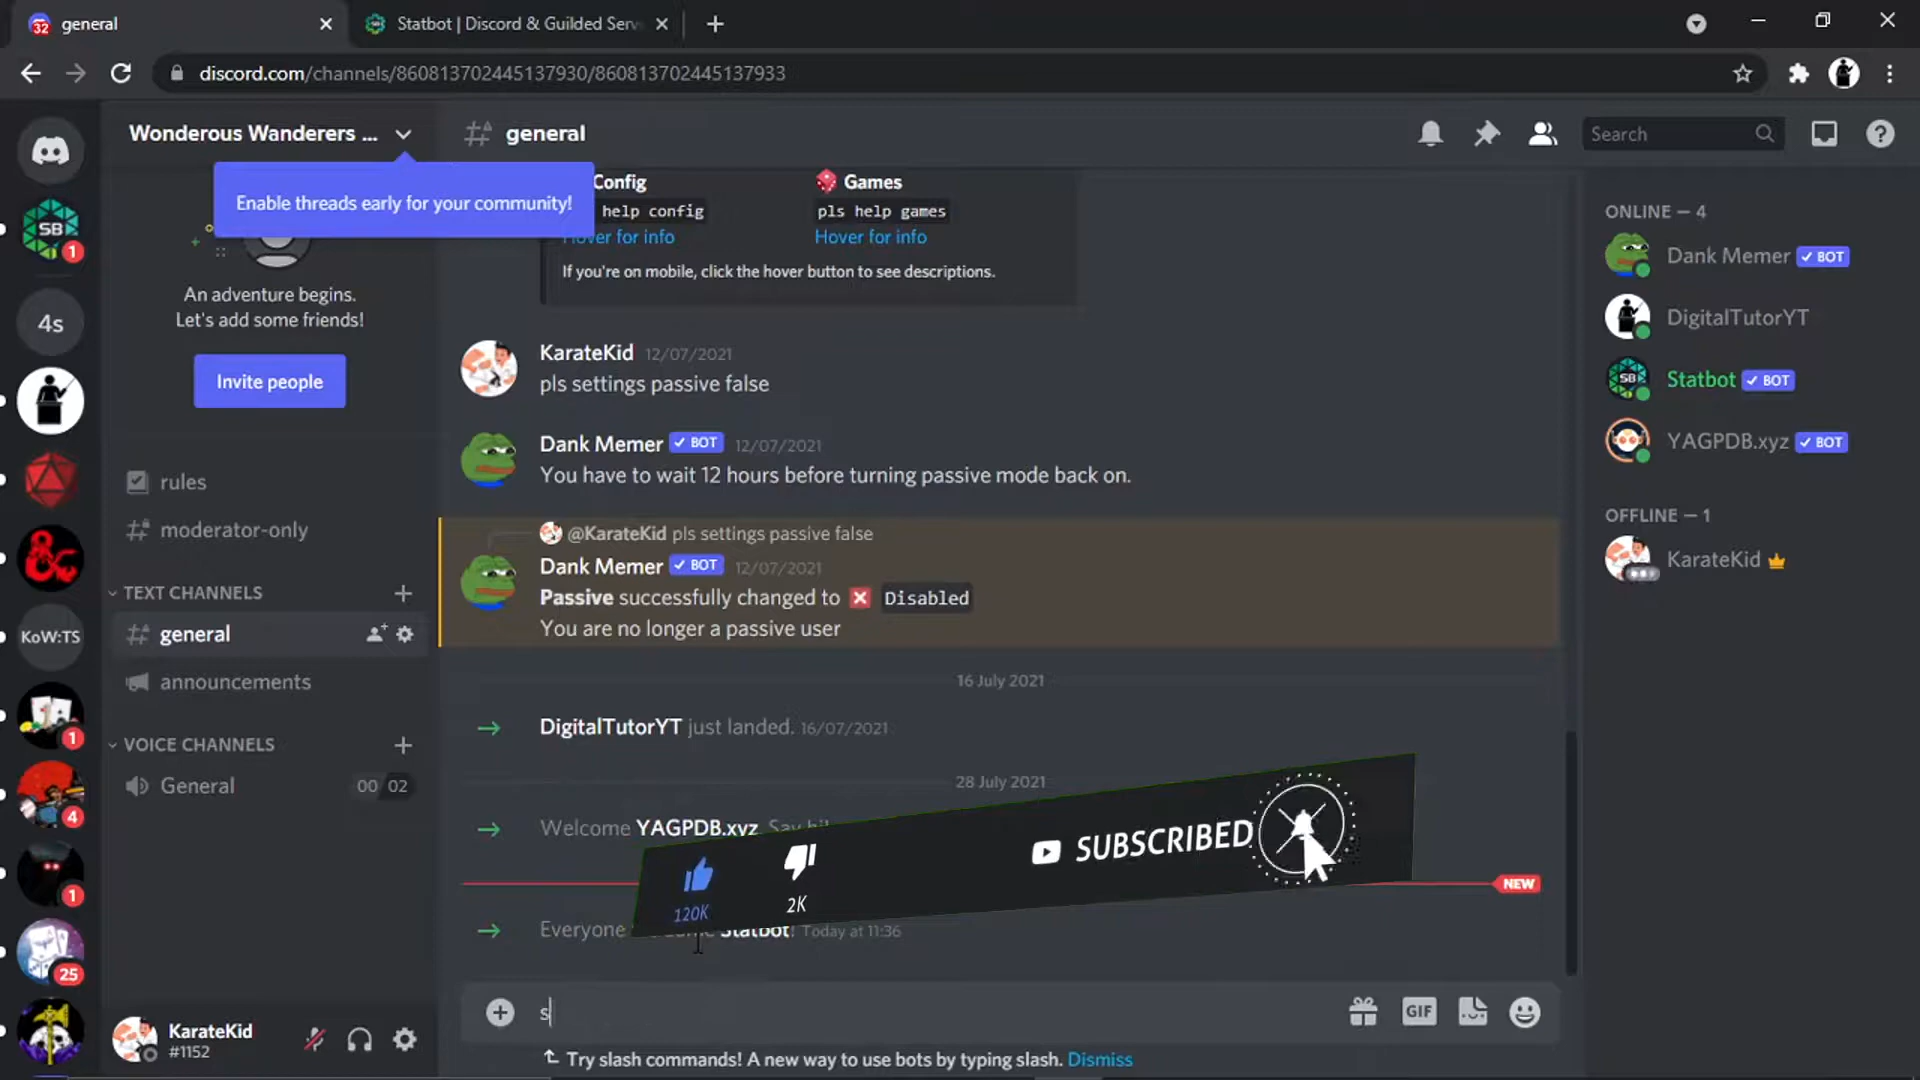 32
general
Statbot | Discord & Guilded Serv
discord.com/channels/860813702445137930/860813702445137933
Wonderous Wanderers ...
general
Search
Enable threads early for your community!
Config
Games
help config
pls help games
Hover for info
Hover for info
If you're on mobile, click the hover button to see descriptions.
SB
1
4s
KoW:TS
1
4
1
25
An adventure begins.
Let's add some friends!
Invite people
rules
moderator-only
TEXT CHANNELS
general
announcements
VOICE CHANNELS
General
00 02
KarateKid
#1152
KarateKid 12/07/2021
pls settings passive false
Dank Memer BOT 12/07/2021
You have to wait 12 hours before turning passive mode back on.
@KarateKid pls settings passive false
Dank Memer BOT 12/07/2021
Passive successfully changed to Disabled
You are no longer a passive user
16 July 2021
DigitalTutorYT just landed. 16/07/2021
28 July 2021
Welcome YAGPDB.xyz. Say hi!
120K
2K
SUBSCRIBED
NEW
Everyone Statbot! Today at 11:36
s
GIF
Try slash commands! A new way to use bots by typing slash. Dismiss
ONLINE — 4
Dank Memer BOT
DigitalTutorYT
SB
Statbot BOT
YAGPDB.xyz BOT
OFFLINE — 1
KarateKid